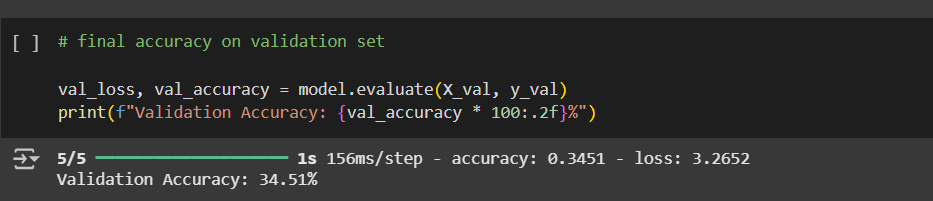 [ ] # final accuracy on validation set
val_loss, val_accuracy = model.evaluate(X_val, y_val)
print(f"Validation Accuracy: {val_accuracy * 100:.2f}%")
5/5 ━━━━━━━━━━━━━━━━━━━━ 1s 156ms/step - accuracy: 0.3451 - loss: 3.2652
Validation Accuracy: 34.51%